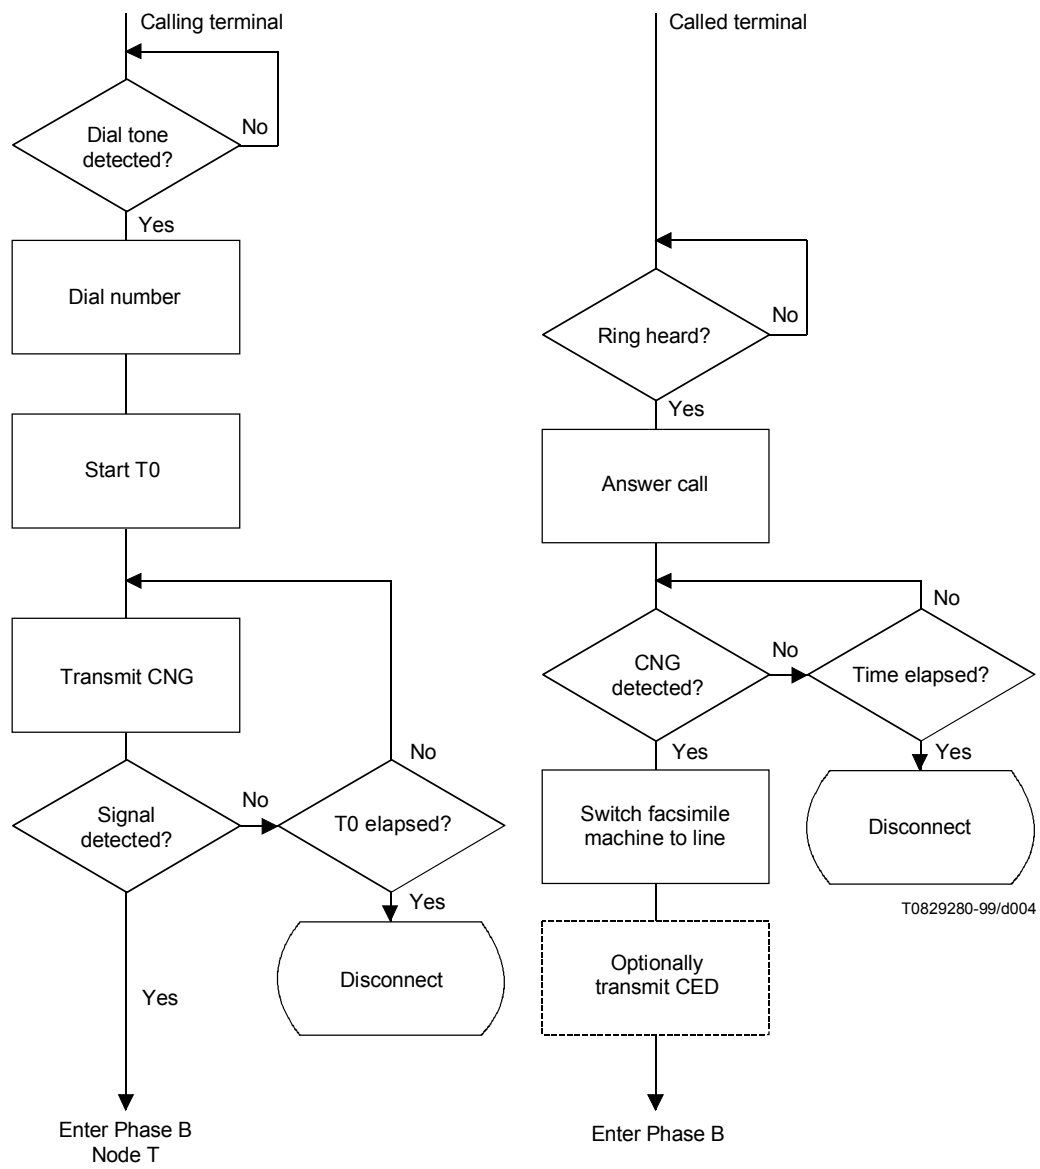 Calling terminal
Dial tone
detected?
No
Yes
Dial number
Start T0
Transmit CNG
Signal
detected?
No
T0 elapsed?
No
Yes
Disconnect
Yes
Enter Phase B
Node T
Called terminal
Ring heard?
No
Yes
Answer call
CNG
detected?
No
Time elapsed?
No
Yes
Disconnect
Yes
Switch facsimile
machine to line
Optionally
transmit CED
Enter Phase B
T0829280-99/d004